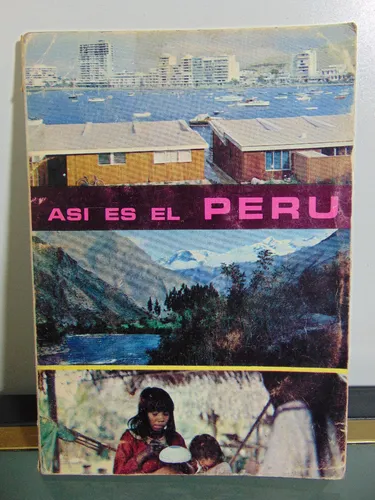 ASI ES EL PERU